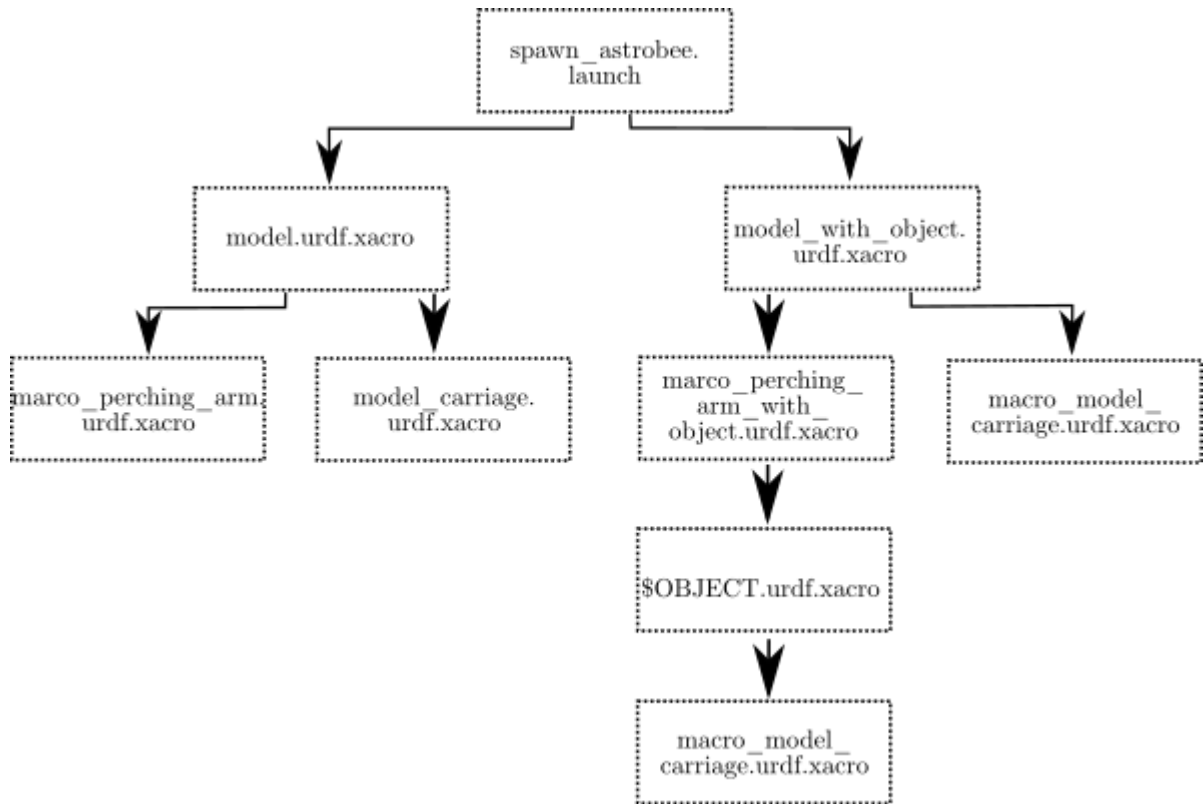 spawn_astrobee.
launch
model.urdf.xacro
model_with_object.
urdf.xacro
marco_perching_arm.
urdf.xacro
model_carriage.
urdf.xacro
marco_perching_
arm_with_
object.urdf.xacro
macro_model_
carriage.urdf.xacro
$OBJECT.urdf.xacro
macro_model_
carriage.urdf.xacro